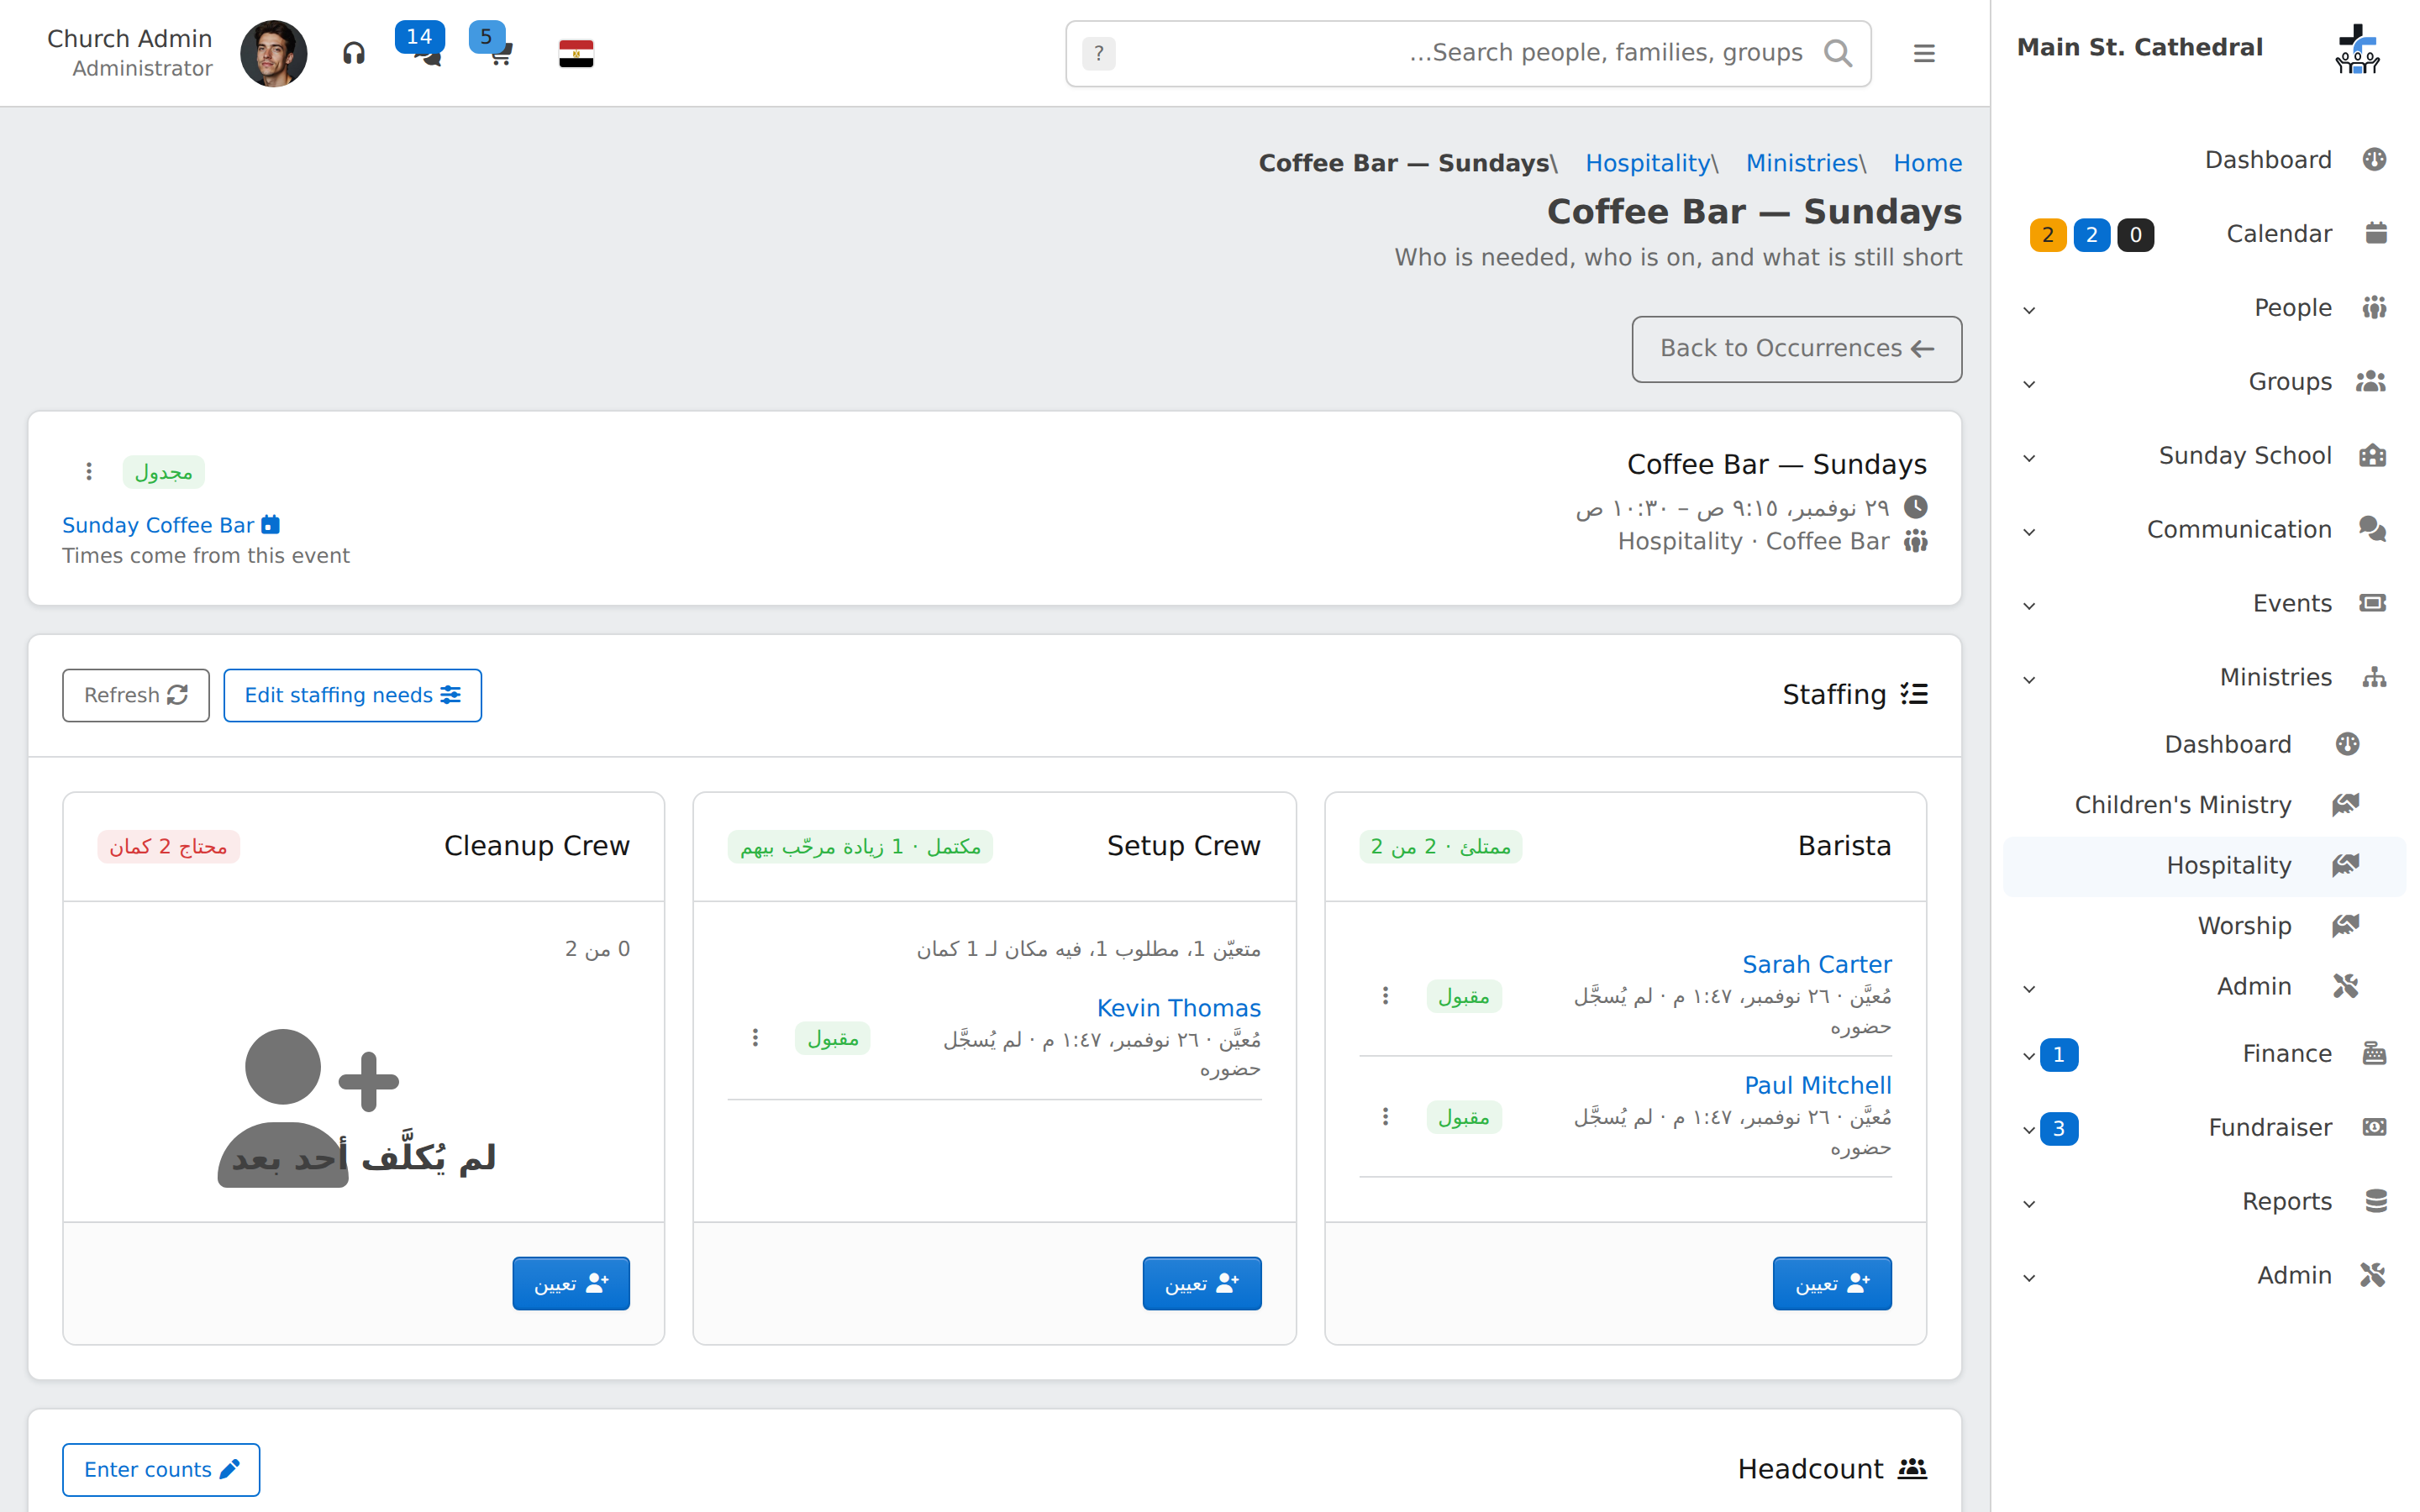 Main St. Cathedral
Search people, families, groups...
?
5
14
Church Admin
Administrator
Dashboard
Calendar
0
2
2
People
Groups
Sunday School
Communication
Events
Ministries
Dashboard
Children's Ministry
Hospitality
Worship
Admin
Finance
1
Fundraiser
3
Reports
Admin
Home \ Ministries \ Hospitality \ Coffee Bar — Sundays
Coffee Bar — Sundays
Who is needed, who is on, and what is still short
Back to Occurrences
Coffee Bar — Sundays
٢٩ نوفمبر، ٩:١٥ ص – ١٠:٣٠ ص
Hospitality · Coffee Bar
مجدول
Sunday Coffee Bar
Times come from this event
Staffing
Edit staffing needs
Refresh
Barista
ممتلئ · 2 من 2
Sarah Carter
مُعيَّن · ٢٦ نوفمبر، ١:٤٧ م · لم يُسجَّل
حضوره
مقبول
Paul Mitchell
مُعيَّن · ٢٦ نوفمبر، ١:٤٧ م · لم يُسجَّل
حضوره
مقبول
تعيين
Setup Crew
مكتمل · 1 زيادة مرحّب بيهم
متعيّن 1، مطلوب 1، فيه مكان لـ 1 كمان
Kevin Thomas
مُعيَّن · ٢٦ نوفمبر، ١:٤٧ م · لم يُسجَّل
حضوره
مقبول
تعيين
Cleanup Crew
محتاج 2 كمان
0 من 2
لم يُكلَّف أحد بعد
تعيين
Headcount
Enter counts